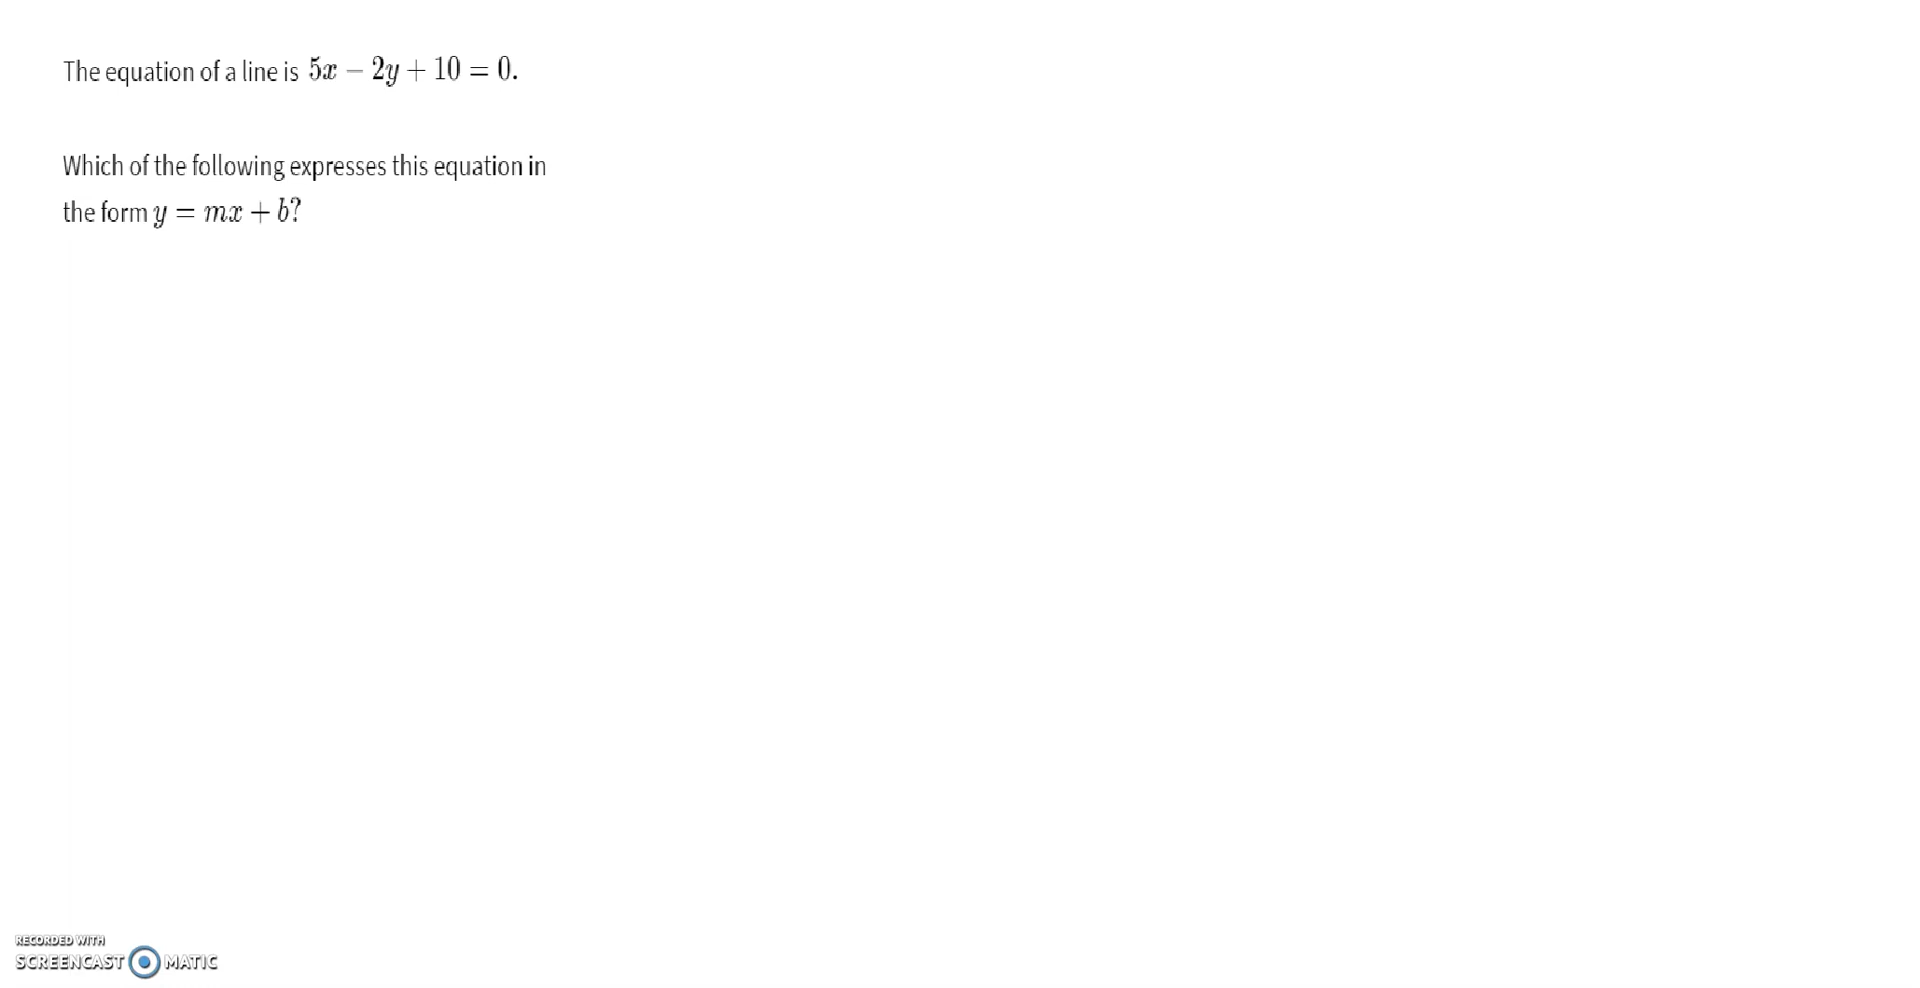 The equation of a line is 5x − 2y + 10 = 0.
Which of the following expresses this equation in
the form y = mx + b?
RECORDED WITH
SCREENCAST MATIC